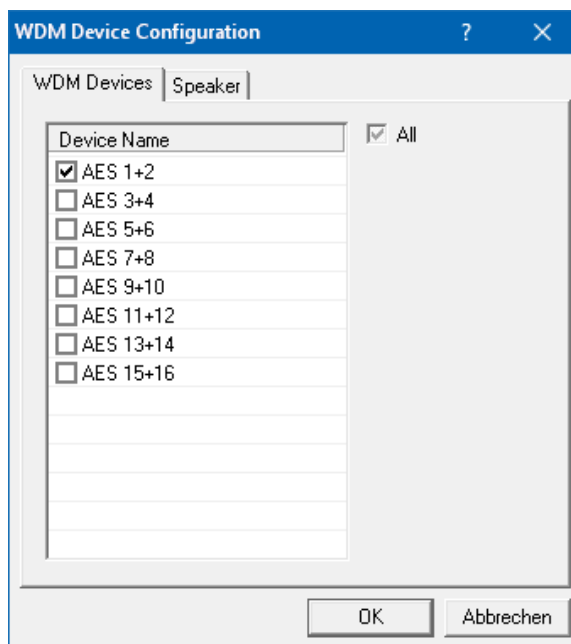 WDM Device Configuration ?
WDM Devices Speaker
Device Name All
AES 1+2
AES 3+4
AES 5+6
AES 7+8
AES 9+10
AES 11+12
AES 13+14
AES 15+16
OK Abbrechen